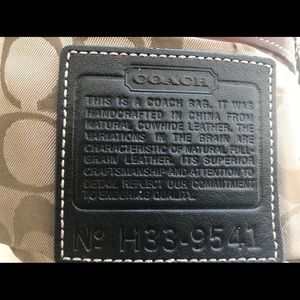 COACH
THIS IS A COACH BAG. IT WAS
HANDCRAFTED IN CHINA FROM
NATURAL COWHIDE LEATHER. THE
VARIATIONS IN THE GRAIN ARE
CHARACTERISTIC OF NATURAL FULL
GRAIN LEATHER. ITS SUPERIOR
CRAFTSMANSHIP AND ATTENTION TO
DETAIL REFLECT OUR COMMITMENT
TO ENDURING QUALITY.
Nº H33-9541